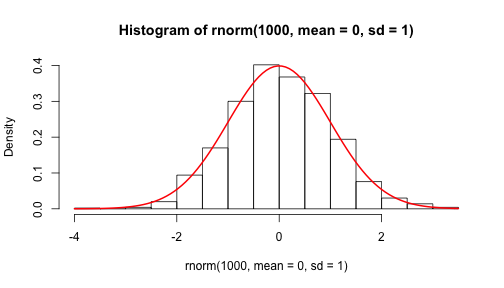 Histogram of rnorm(1000, mean = 0, sd = 1)
Density
0.4
0.3
0.2
0.1
0.0
-4 -2 0 2
rnorm(1000, mean = 0, sd = 1)